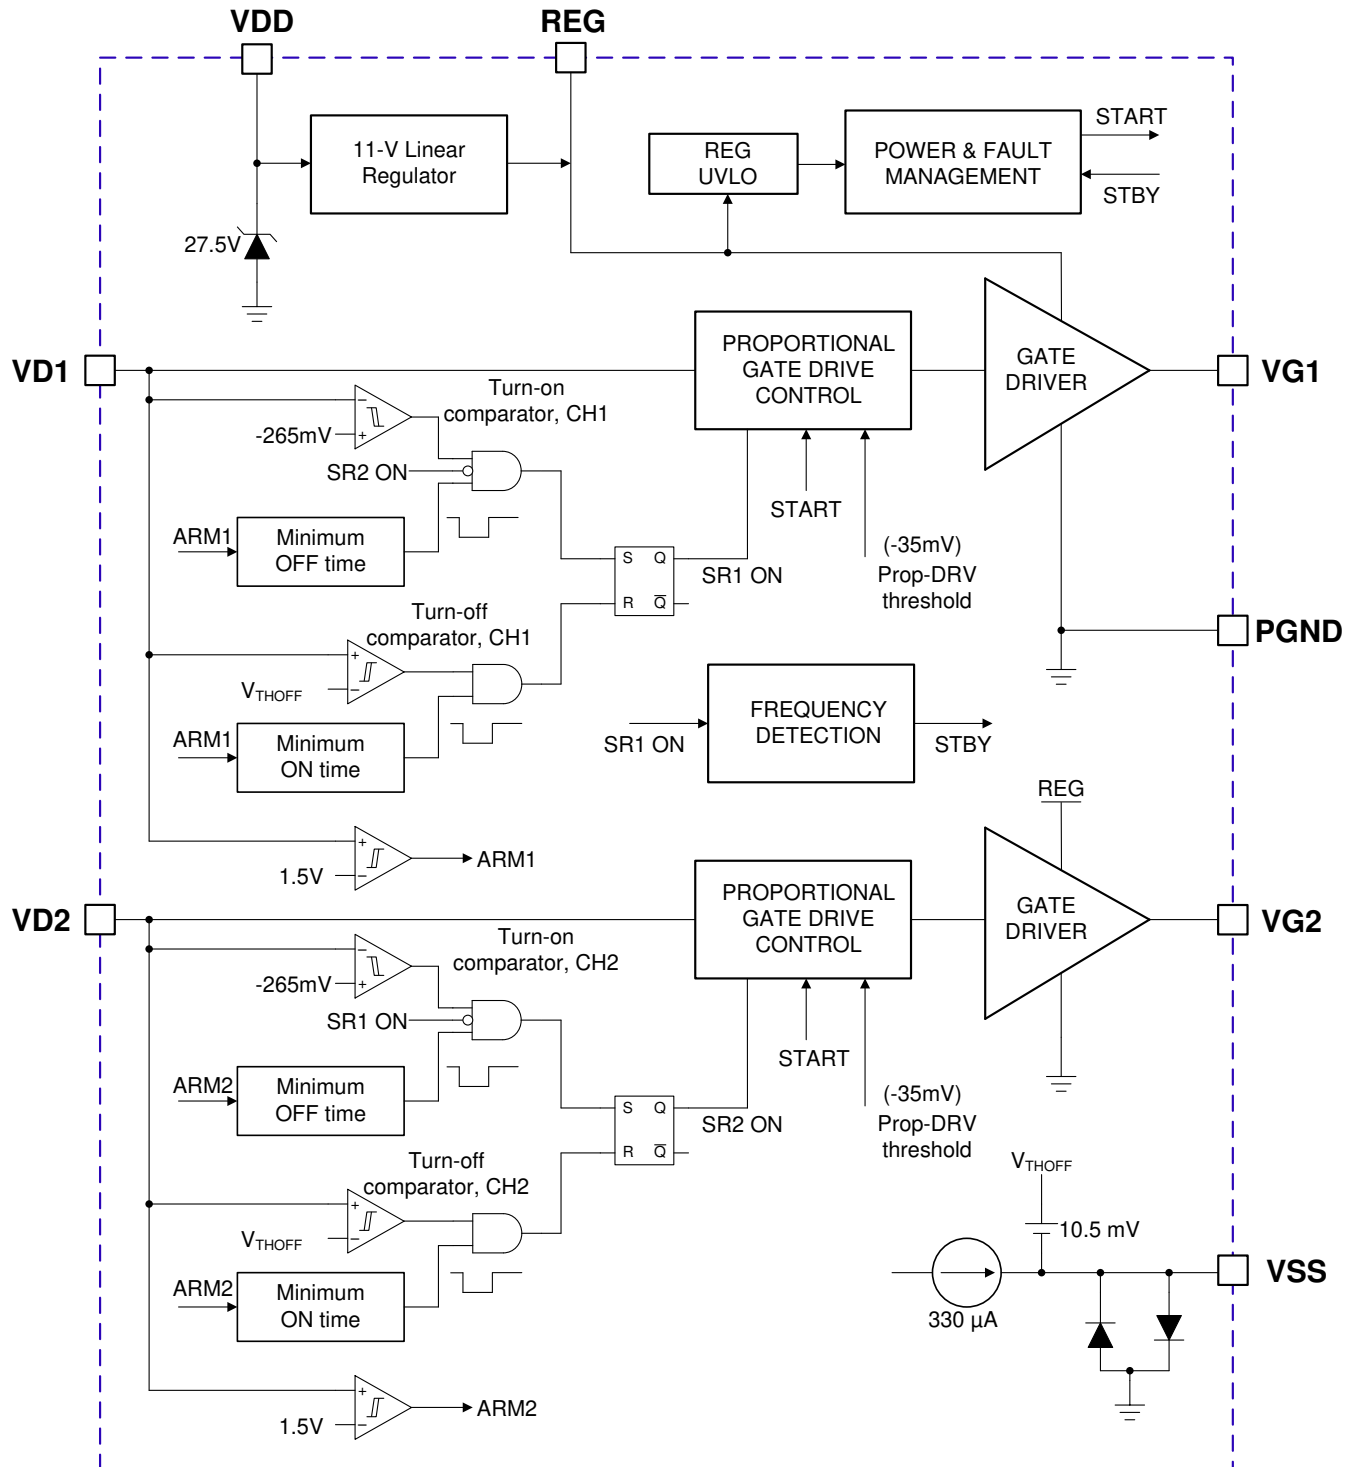 VDD
REG
11-V Linear
Regulator
REG
UVLO
POWER & FAULT
MANAGEMENT
START
STBY
27.5V
VD1
PROPORTIONAL
GATE DRIVE
CONTROL
GATE
DRIVER
VG1
Turn-on
comparator, CH1
-265mV
SR2 ON
START
ARM1
Minimum
OFF time
(-35mV)
Prop-DRV
threshold
S Q
R Q
SR1 ON
Turn-off
comparator, CH1
PGND
VTHOFF
ARM1
Minimum
ON time
SR1 ON
FREQUENCY
DETECTION
STBY
REG
1.5V
ARM1
VD2
PROPORTIONAL
GATE DRIVE
CONTROL
GATE
DRIVER
VG2
Turn-on
comparator, CH2
-265mV
SR1 ON
START
ARM2
Minimum
OFF time
(-35mV)
Prop-DRV
threshold
S Q
R Q
SR2 ON
Turn-off
comparator, CH2
VTHOFF
VTHOFF
10.5 mV
VSS
330 µA
ARM2
Minimum
ON time
1.5V
ARM2